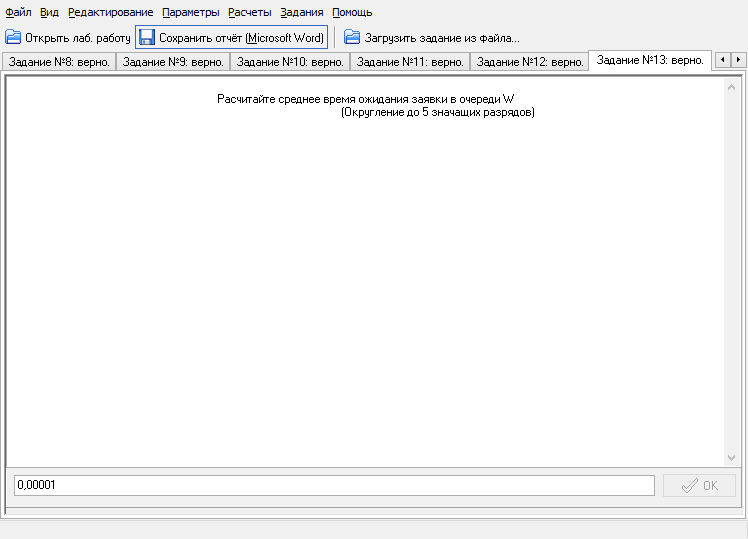 Файл Вид Редактирование Параметры Расчеты Задания Помощь
Открыть лаб. работу Сохранить отчёт (Microsoft Word) Загрузить задание из файла...
Задание №8: верно. Задание №9: верно. Задание №10: верно. Задание №11: верно. Задание №12: верно. Задание №13: верно.
Расчитайте среднее время ожидания заявки в очереди W
(Округление до 5 значащих разрядов)
0,00001 OK